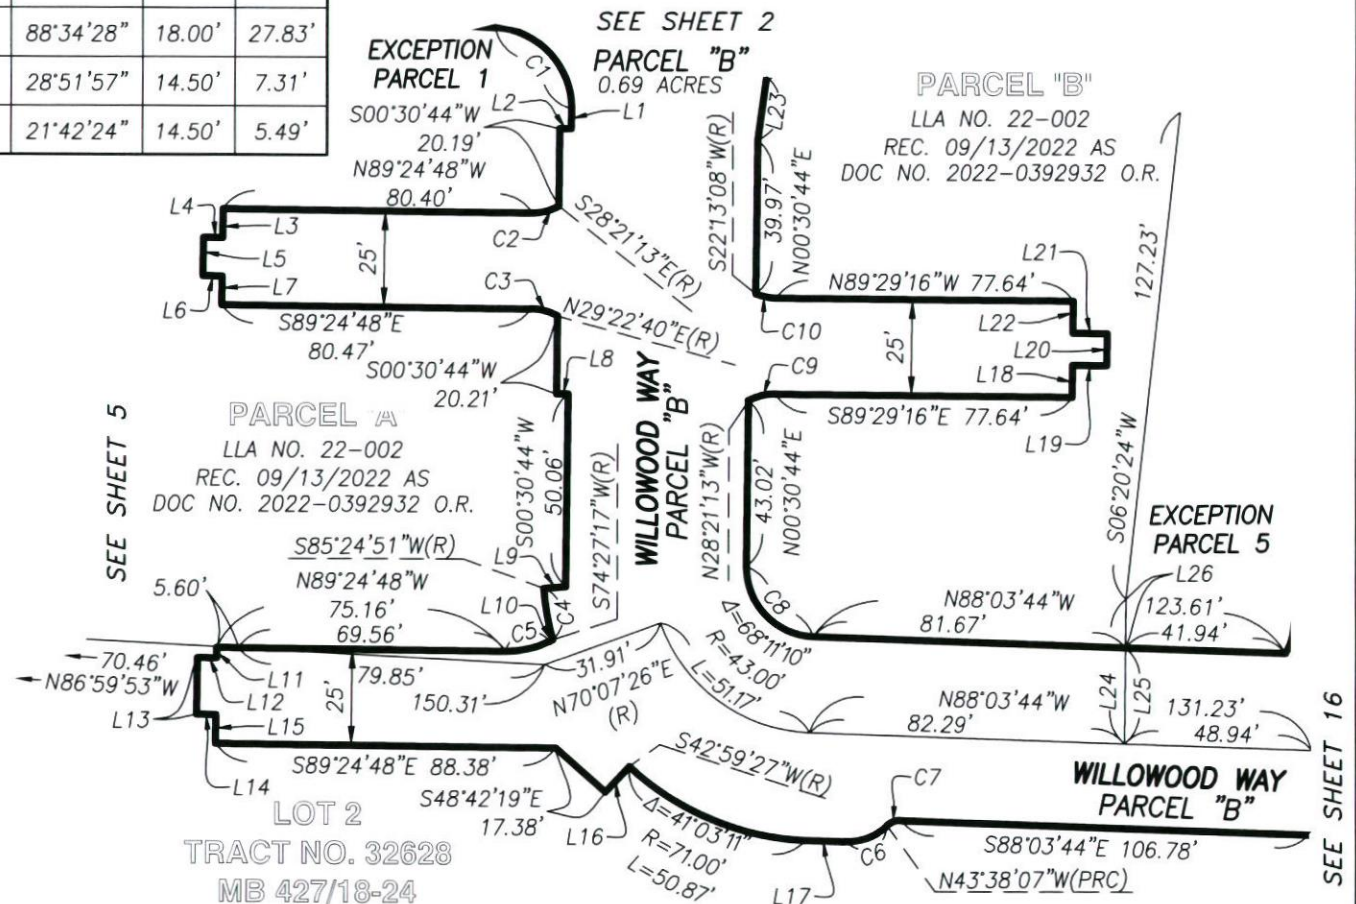 88°34'28" 18.00' 27.83'
28°51'57" 14.50' 7.31'
21°42'24" 14.50' 5.49'
SEE SHEET 2
PARCEL "B"
0.69 ACRES
EXCEPTION
PARCEL 1
C1
L2
L1
S00°30'44"W
20.19'
N89°24'48"W
80.40'
L4
L3
L5
L7
L6
25'
C2
C3
S28°21'13"E(R)
N29°22'40"E(R)
S89°24'48"E
80.47'
S00°30'44"W
20.21'
L8
L23
S22°13'08"W(R)
39.97'
N00°30'44"E
PARCEL "B"
LLA NO. 22-002
REC. 09/13/2022 AS
DOC NO. 2022-0392932 O.R.
127.23'
S06°20'24"W
N89°29'16"W 77.64'
L21
L22
L20
L18
L19
C10
C9
25'
S89°29'16"E 77.64'
SEE SHEET 5
PARCEL "A
LLA NO. 22-002
REC. 09/13/2022 AS
DOC NO. 2022-0392932 O.R.
S00°30'44"W
50.06'
S74°27'17"W(R)
WILLOWOOD WAY
PARCEL "B"
N28°21'13"W(R)
43.02'
N00°30'44"E
EXCEPTION
PARCEL 5
L26
S85°24'51"W(R)
L9
L10
C4
C5
N89°24'48"W
75.16'
69.56'
5.60'
C8
N88°03'44"W
81.67'
123.61'
41.94'
70.46'
N86°59'53"W
L11
L12
L13
L15
L14
25'
79.85'
150.31'
31.91'
N70°07'26"E
(R)
Δ=68°11'10"
R=43.00'
L=51.17'
N88°03'44"W
82.29'
L24
L25
131.23'
48.94'
S89°24'48"E 88.38'
S48°42'19"E
17.38'
L16
S42°59'27"W(R)
Δ=41°03'11"
R=71.00'
L=50.87'
L17
C6
C7
WILLOWOOD WAY
PARCEL "B"
S88°03'44"E 106.78'
N43°38'07"W(PRC)
SEE SHEET 16
LOT 2
TRACT NO. 32628
MB 427/18-24